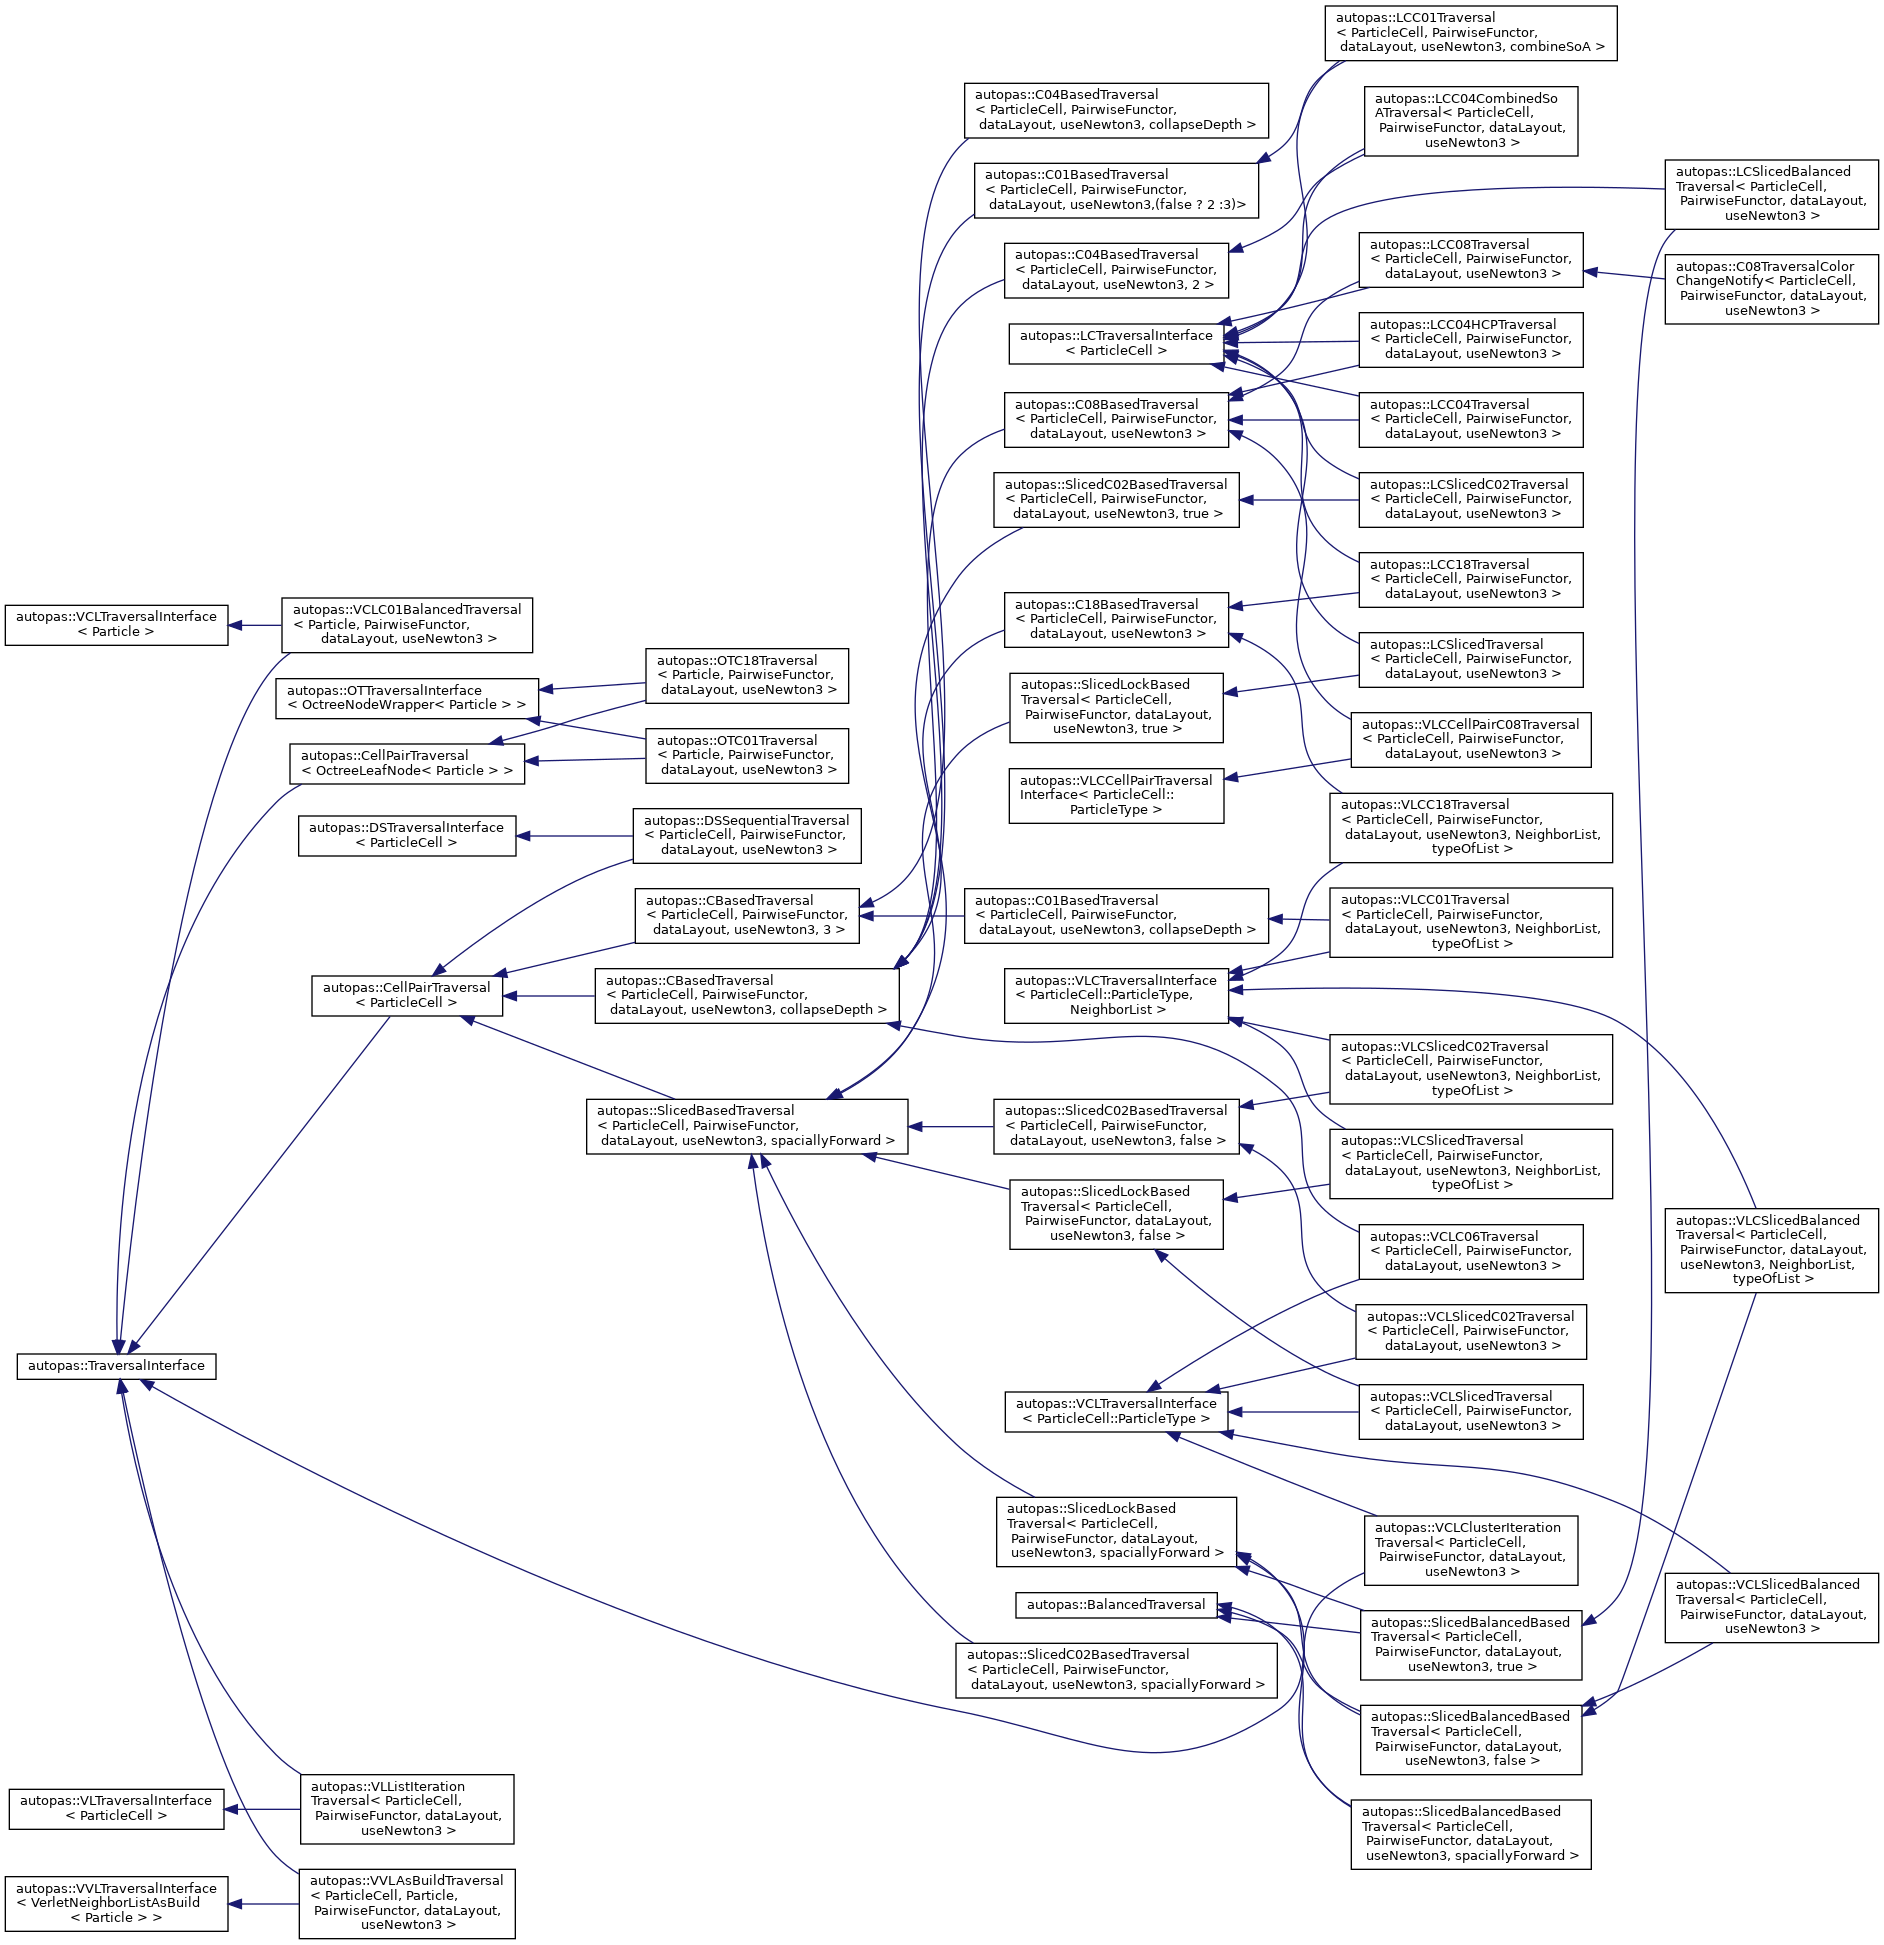 autopas::VCLTraversalInterface
< Particle >
autopas::TraversalInterface
autopas::VLTraversalInterface
< ParticleCell >
autopas::VVLTraversalInterface
< VerletNeighborListAsBuild
< Particle > >
autopas::VCLC01BalancedTraversal
< Particle, PairwiseFunctor,
dataLayout, useNewton3 >
autopas::OTTraversalInterface
< OctreeNodeWrapper< Particle > >
autopas::CellPairTraversal
< OctreeLeafNode< Particle > >
autopas::DSTraversalInterface
< ParticleCell >
autopas::CellPairTraversal
< ParticleCell >
autopas::VLListIteration
Traversal< ParticleCell,
PairwiseFunctor, dataLayout,
useNewton3 >
autopas::VVLAsBuildTraversal
< ParticleCell, Particle,
PairwiseFunctor, dataLayout,
useNewton3 >
autopas::OTC18Traversal
< Particle, PairwiseFunctor,
dataLayout, useNewton3 >
autopas::OTC01Traversal
< Particle, PairwiseFunctor,
dataLayout, useNewton3 >
autopas::DSSequentialTraversal
< ParticleCell, PairwiseFunctor,
dataLayout, useNewton3 >
autopas::CBasedTraversal
< ParticleCell, PairwiseFunctor,
dataLayout, useNewton3, 3 >
autopas::CBasedTraversal
< ParticleCell, PairwiseFunctor,
dataLayout, useNewton3, collapseDepth >
autopas::SlicedBasedTraversal
< ParticleCell, PairwiseFunctor,
dataLayout, useNewton3, spaciallyForward >
autopas::C04BasedTraversal
< ParticleCell, PairwiseFunctor,
dataLayout, useNewton3, collapseDepth >
autopas::C01BasedTraversal
< ParticleCell, PairwiseFunctor,
dataLayout, useNewton3,(false ? 2 :3)>
autopas::C04BasedTraversal
< ParticleCell, PairwiseFunctor,
dataLayout, useNewton3, 2 >
autopas::LCTraversalInterface
< ParticleCell >
autopas::C08BasedTraversal
< ParticleCell, PairwiseFunctor,
dataLayout, useNewton3 >
autopas::SlicedC02BasedTraversal
< ParticleCell, PairwiseFunctor,
dataLayout, useNewton3, true >
autopas::C18BasedTraversal
< ParticleCell, PairwiseFunctor,
dataLayout, useNewton3 >
autopas::SlicedLockBased
Traversal< ParticleCell,
PairwiseFunctor, dataLayout,
useNewton3, true >
autopas::VLCCellPairTraversal
Interface< ParticleCell::
ParticleType >
autopas::C01BasedTraversal
< ParticleCell, PairwiseFunctor,
dataLayout, useNewton3, collapseDepth >
autopas::VLCTraversalInterface
< ParticleCell::ParticleType,
NeighborList >
autopas::SlicedC02BasedTraversal
< ParticleCell, PairwiseFunctor,
dataLayout, useNewton3, false >
autopas::SlicedLockBased
Traversal< ParticleCell,
PairwiseFunctor, dataLayout,
useNewton3, false >
autopas::VCLTraversalInterface
< ParticleCell::ParticleType >
autopas::SlicedLockBased
Traversal< ParticleCell,
PairwiseFunctor, dataLayout,
useNewton3, spaciallyForward >
autopas::BalancedTraversal
autopas::SlicedC02BasedTraversal
< ParticleCell, PairwiseFunctor,
dataLayout, useNewton3, spaciallyForward >
autopas::LCC01Traversal
< ParticleCell, PairwiseFunctor,
dataLayout, useNewton3, combineSoA >
autopas::LCC04CombinedSo
ATraversal< ParticleCell,
PairwiseFunctor, dataLayout,
useNewton3 >
autopas::LCC08Traversal
< ParticleCell, PairwiseFunctor,
dataLayout, useNewton3 >
autopas::LCC04HCPTraversal
< ParticleCell, PairwiseFunctor,
dataLayout, useNewton3 >
autopas::LCC04Traversal
< ParticleCell, PairwiseFunctor,
dataLayout, useNewton3 >
autopas::LCSlicedC02Traversal
< ParticleCell, PairwiseFunctor,
dataLayout, useNewton3 >
autopas::LCC18Traversal
< ParticleCell, PairwiseFunctor,
dataLayout, useNewton3 >
autopas::LCSlicedTraversal
< ParticleCell, PairwiseFunctor,
dataLayout, useNewton3 >
autopas::VLCCellPairC08Traversal
< ParticleCell, PairwiseFunctor,
dataLayout, useNewton3 >
autopas::VLCC18Traversal
< ParticleCell, PairwiseFunctor,
dataLayout, useNewton3, NeighborList,
typeOfList >
autopas::VLCC01Traversal
< ParticleCell, PairwiseFunctor,
dataLayout, useNewton3, NeighborList,
typeOfList >
autopas::VLCSlicedC02Traversal
< ParticleCell, PairwiseFunctor,
dataLayout, useNewton3, NeighborList,
typeOfList >
autopas::VLCSlicedTraversal
< ParticleCell, PairwiseFunctor,
dataLayout, useNewton3, NeighborList,
typeOfList >
autopas::VCLC06Traversal
< ParticleCell, PairwiseFunctor,
dataLayout, useNewton3 >
autopas::VCLSlicedC02Traversal
< ParticleCell, PairwiseFunctor,
dataLayout, useNewton3 >
autopas::VCLSlicedTraversal
< ParticleCell, PairwiseFunctor,
dataLayout, useNewton3 >
autopas::VCLClusterIteration
Traversal< ParticleCell,
PairwiseFunctor, dataLayout,
useNewton3 >
autopas::SlicedBalancedBased
Traversal< ParticleCell,
PairwiseFunctor, dataLayout,
useNewton3, true >
autopas::SlicedBalancedBased
Traversal< ParticleCell,
PairwiseFunctor, dataLayout,
useNewton3, false >
autopas::SlicedBalancedBased
Traversal< ParticleCell,
PairwiseFunctor, dataLayout,
useNewton3, spaciallyForward >
autopas::LCSlicedBalanced
Traversal< ParticleCell,
PairwiseFunctor, dataLayout,
useNewton3 >
autopas::C08TraversalColor
ChangeNotify< ParticleCell,
PairwiseFunctor, dataLayout,
useNewton3 >
autopas::VLCSlicedBalanced
Traversal< ParticleCell,
PairwiseFunctor, dataLayout,
useNewton3, NeighborList,
typeOfList >
autopas::VCLSlicedBalanced
Traversal< ParticleCell,
PairwiseFunctor, dataLayout,
useNewton3 >